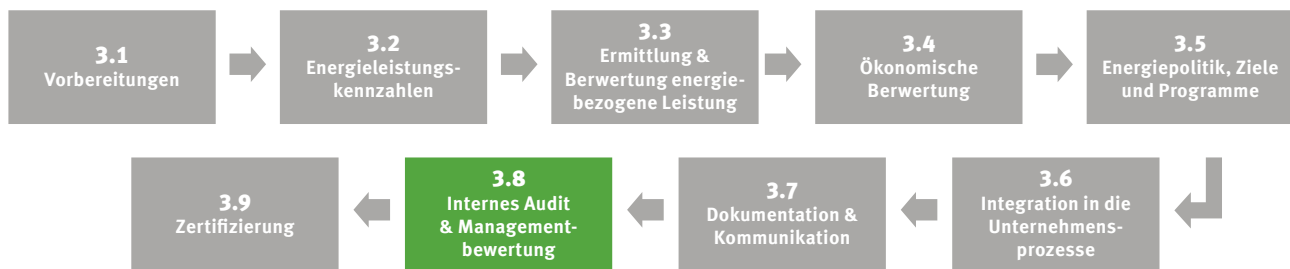 3.1
Vorbereitungen
3.2
Energieleistungs-
kennzahlen
3.3
Ermittlung &
Berwertung energie-
bezogene Leistung
3.4
Ökonomische
Berwertung
3.5
Energiepolitik, Ziele
und Programme
3.6
Integration in die
Unternehmens-
prozesse
3.7
Dokumentation &
Kommunikation
3.8
Internes Audit
& Management-
bewertung
3.9
Zertifizierung